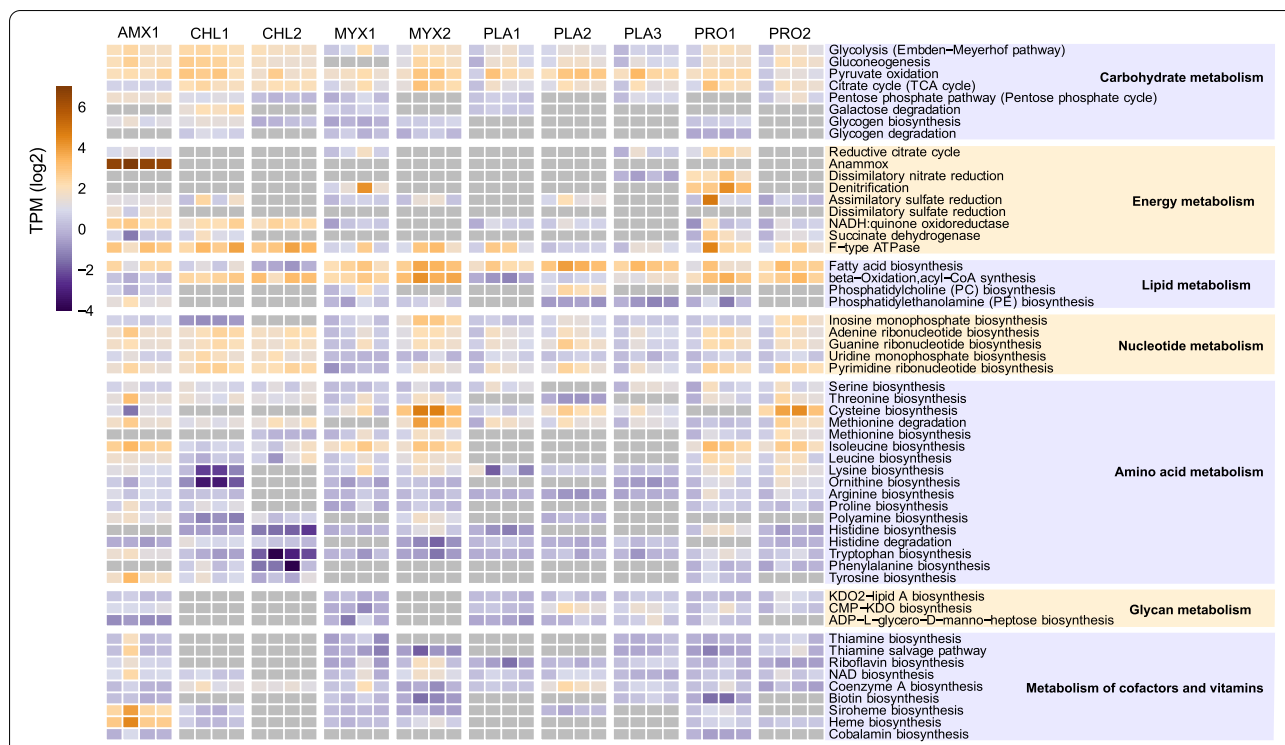 AMX1 CHL1 CHL2 MYX1 MYX2 PLA1 PLA2 PLA3 PRO1 PRO2
TPM (log2)
6
4
2
0
−2
−4
Glycolysis (Embden−Meyerhof pathway)
Gluconeogenesis
Pyruvate oxidation
Citrate cycle (TCA cycle)
Pentose phosphate pathway (Pentose phosphate cycle)
Galactose degradation
Glycogen biosynthesis
Glycogen degradation
Carbohydrate metabolism
Reductive citrate cycle
Anammox
Dissimilatory nitrate reduction
Denitrification
Assimilatory sulfate reduction
Dissimilatory sulfate reduction
NADH:quinone oxidoreductase
Succinate dehydrogenase
F−type ATPase
Energy metabolism
Fatty acid biosynthesis
beta−Oxidation,acyl−CoA synthesis
Phosphatidylcholine (PC) biosynthesis
Phosphatidylethanolamine (PE) biosynthesis
Lipid metabolism
Inosine monophosphate biosynthesis
Adenine ribonucleotide biosynthesis
Guanine ribonucleotide biosynthesis
Uridine monophosphate biosynthesis
Pyrimidine ribonucleotide biosynthesis
Nucleotide metabolism
Serine biosynthesis
Threonine biosynthesis
Cysteine biosynthesis
Methionine degradation
Methionine biosynthesis
Isoleucine biosynthesis
Leucine biosynthesis
Lysine biosynthesis
Ornithine biosynthesis
Arginine biosynthesis
Proline biosynthesis
Polyamine biosynthesis
Histidine biosynthesis
Histidine degradation
Tryptophan biosynthesis
Phenylalanine biosynthesis
Tyrosine biosynthesis
Amino acid metabolism
KDO2−lipid A biosynthesis
CMP−KDO biosynthesis
ADP−L−glycero−D−manno−heptose biosynthesis
Glycan metabolism
Thiamine biosynthesis
Thiamine salvage pathway
Riboflavin biosynthesis
NAD biosynthesis
Coenzyme A biosynthesis
Biotin biosynthesis
Siroheme biosynthesis
Heme biosynthesis
Cobalamin biosynthesis
Metabolism of cofactors and vitamins